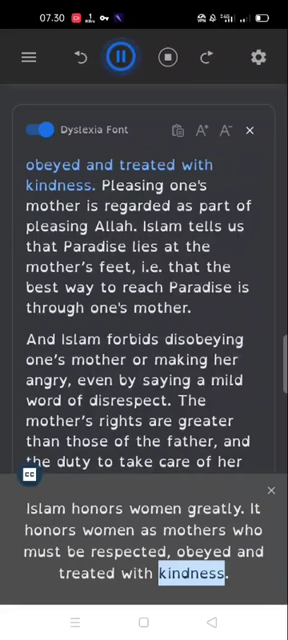 07.30
Dyslexia Font
A+ A-
obeyed and treated with
kindness. Pleasing one's
mother is regarded as part of
pleasing Allah. Islam tells us
that Paradise lies at the
mother's feet, i.e. that the
best way to reach Paradise is
through one's mother.
And Islam forbids disobeying
one's mother or making her
angry, even by saying a mild
word of disrespect. The
mother's rights are greater
than those of the father, and
the duty to take care of her
CC
Islam honors women greatly. It
honors women as mothers who
must be respected, obeyed and
treated with kindness.